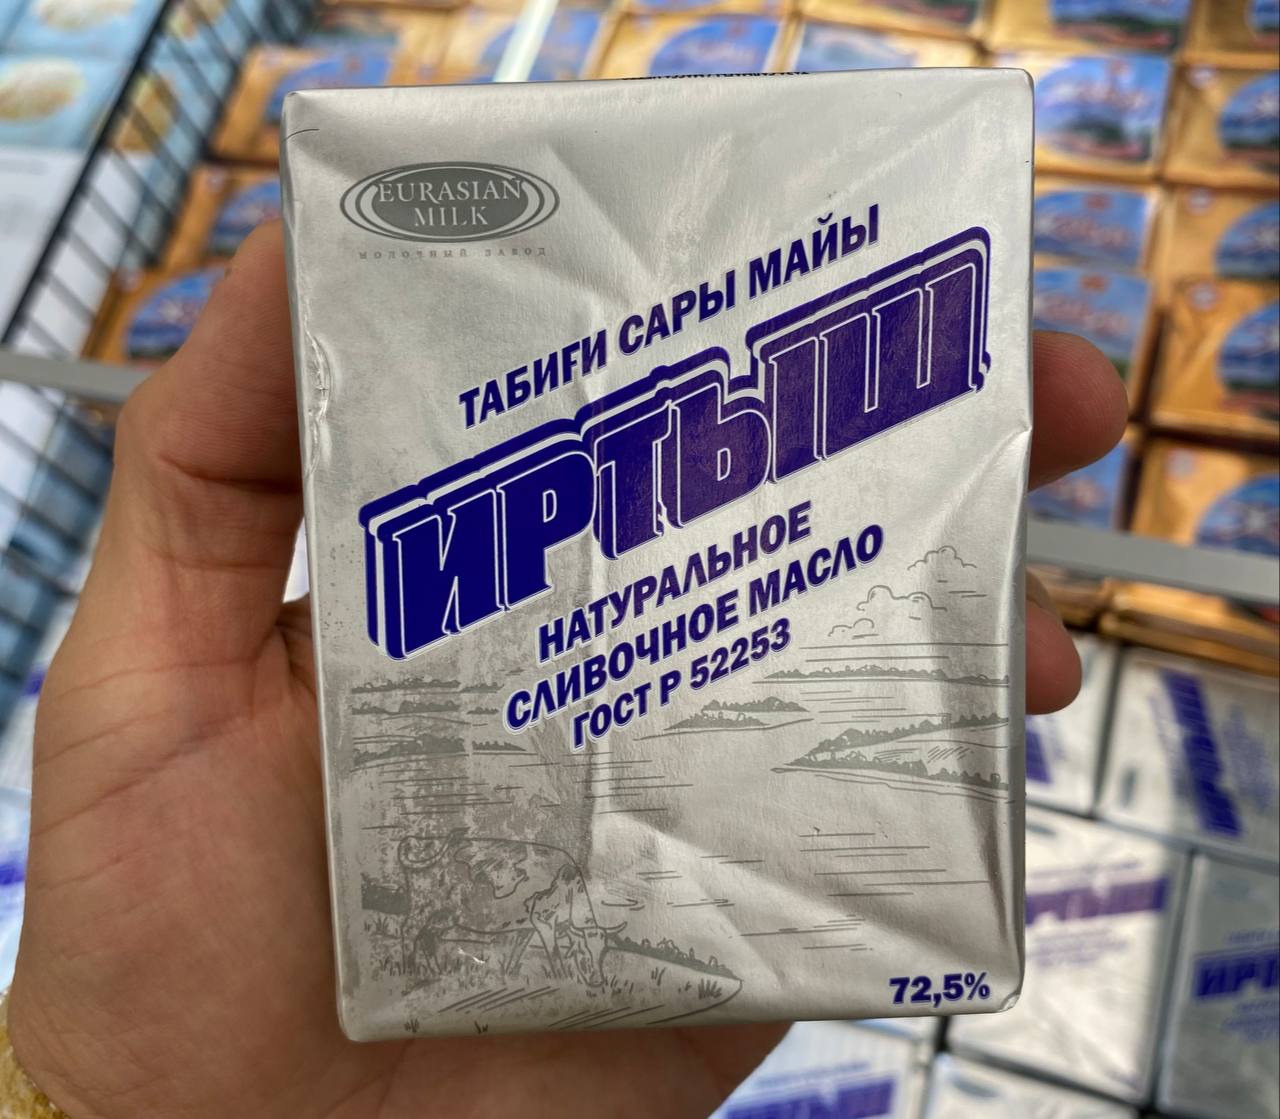 EURASIAN
MILK
МОЛОЧНЫЙ ЗАВОД
ТАБИҒИ САРЫ МАЙЫ
ИРТЫШ
НАТУРАЛЬНОЕ
СЛИВОЧНОЕ МАСЛО
ГОСТ Р 52253
72,5%